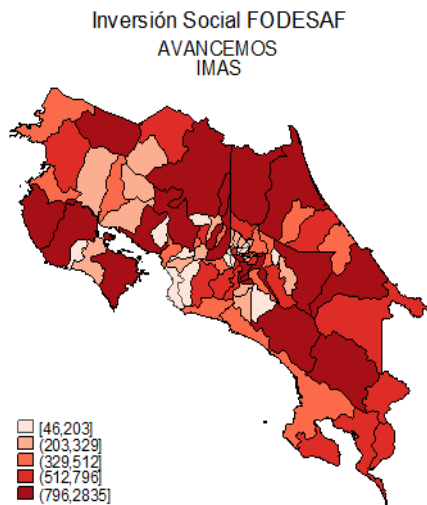 Inversión Social FODESAF
AVANCEMOS
IMAS
[46,203]
(203,329]
(329,512]
(512,796]
(796,2835]